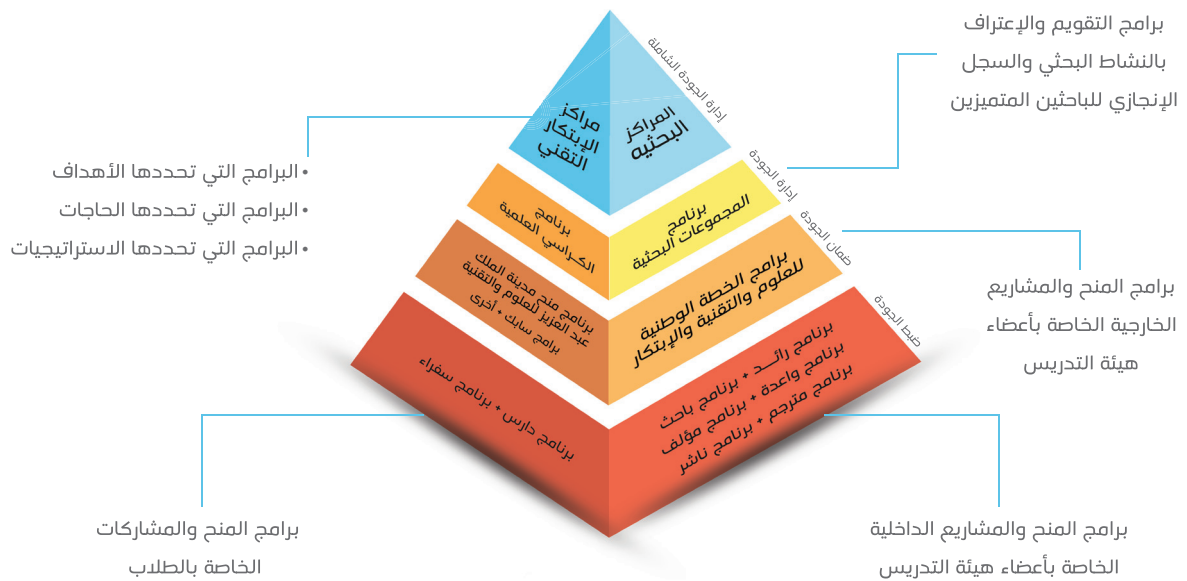 برامج التقويم والإعتراف
بالنشاط البحثي والسجل
الإنجازي للباحثين المتميزين
إدارة الجودة الشاملة
المراكز
البحثيه
مراكز
الإبتكار
التقني
• البرامج التي تحددها الأهداف
• البرامج التي تحددها الحاجات
• البرامج التي تحددها الاستراتيجيات
إدارة الجودة
برنامج
المجموعات البحثية
برنامج
الكراسي العلمية
ضمان الجودة
برامج الخطة الوطنية
للعلوم والتقنية والإبتكار
برنامج منح مدينة الملك
عبد العزيز للعلوم والتقنية
برامج سابك + أخرى
برامج المنح والمشاريع
الخارجية الخاصة بأعضاء
هيئة التدريس
ضبط الجودة
برنامج رائـــد + برنامج باحث
برنامج واعدة + برنامج مؤلف
برنامج مترجم + برنامج ناشر
برنامج دارس + برنامج سفراء
برامج المنح والمشاريع الداخلية
الخاصة بأعضاء هيئة التدريس
برامج المنح والمشاركات
الخاصة بالطلاب